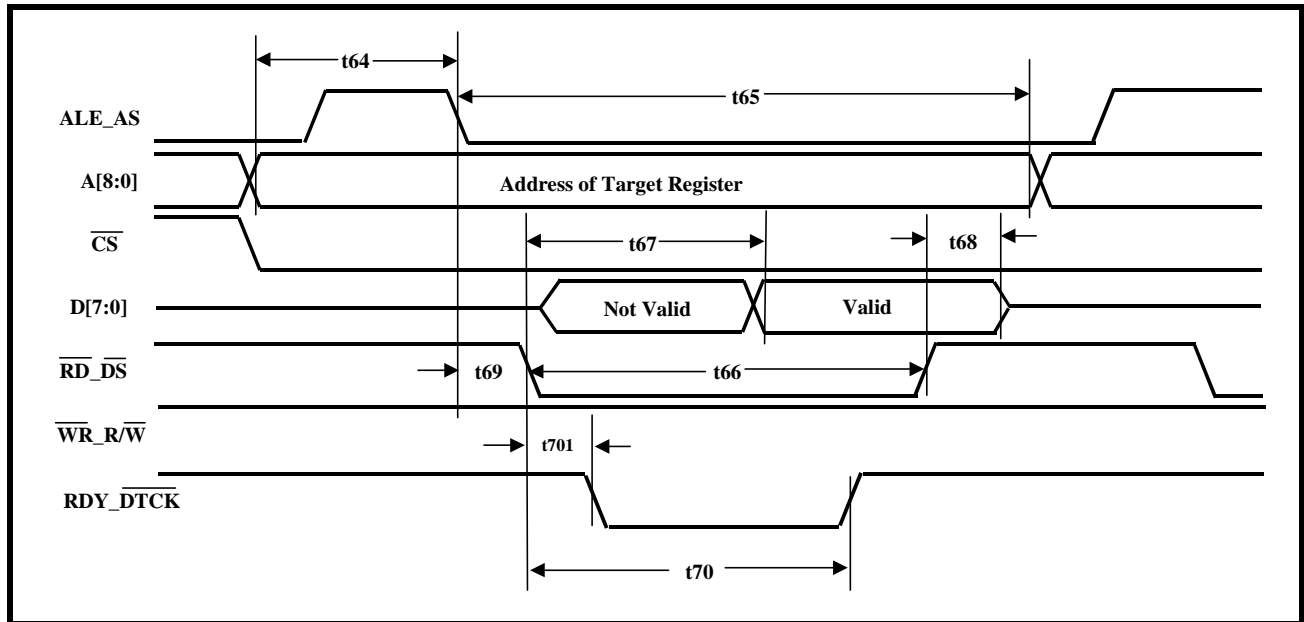 t64
ALE_AS
t65
A[8:0]
Address of Target Register
CS
t67
t68
D[7:0]
Not Valid
Valid
RD_DS
t69
t66
WR_R/W
t701
RDY_DTCK
t70